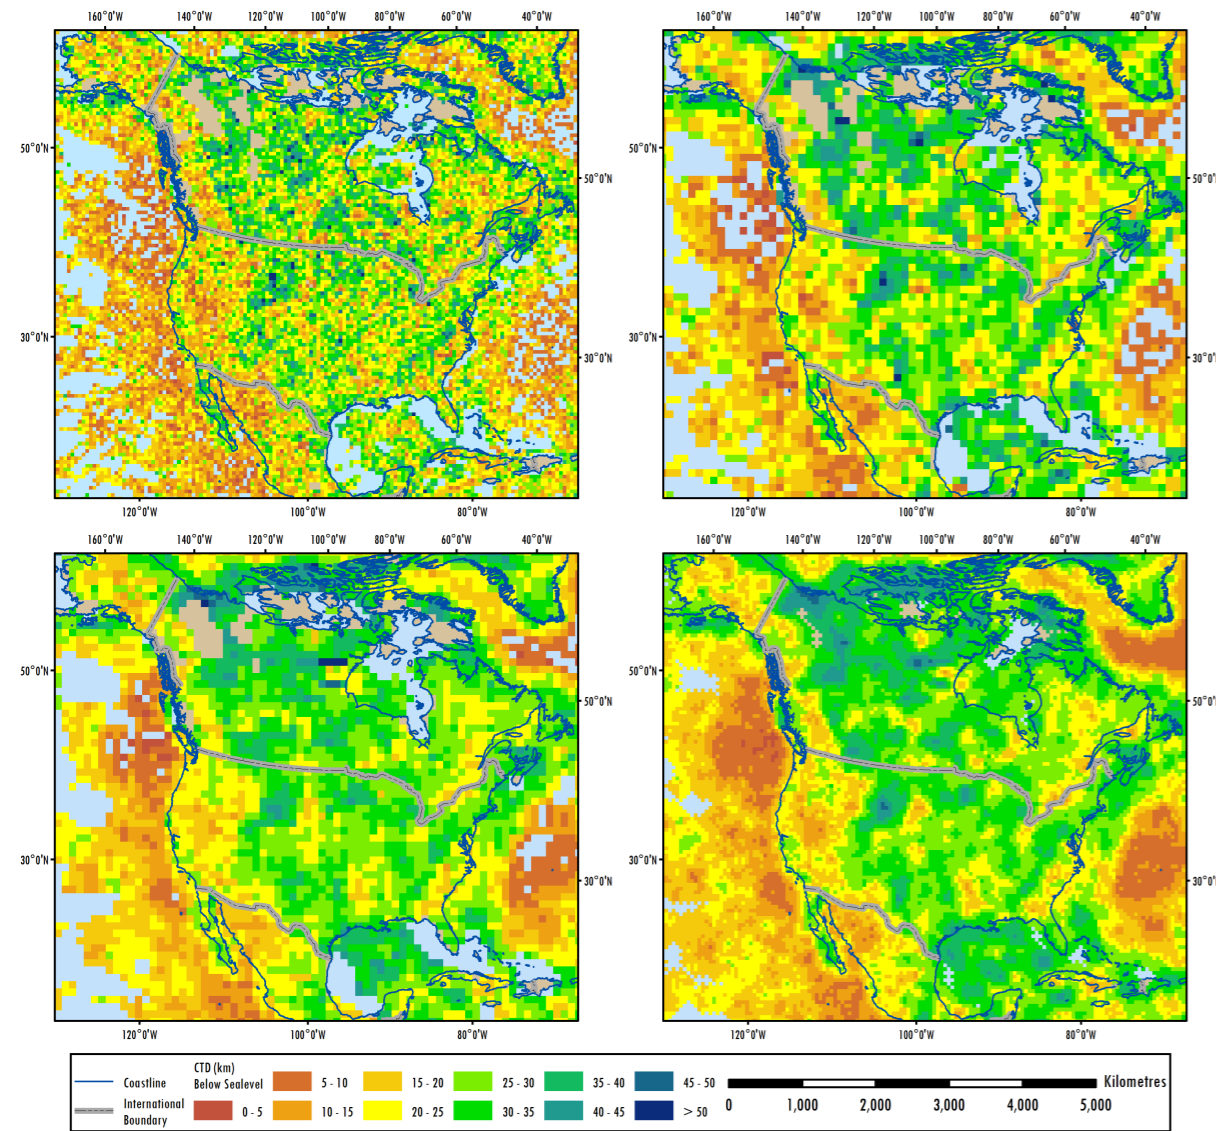 160°0'W 140°0'W 120°0'W 100°0'W 80°0'W 60°0'W 40°0'W
160°0'W 140°0'W 120°0'W 100°0'W 80°0'W 60°0'W 40°0'W
50°0'N 50°0'N
50°0'N 50°0'N
30°0'N 30°0'N
30°0'N 30°0'N
120°0'W 100°0'W 80°0'W
120°0'W 100°0'W 80°0'W
160°0'W 140°0'W 120°0'W 100°0'W 80°0'W 60°0'W 40°0'W
160°0'W 140°0'W 120°0'W 100°0'W 80°0'W 60°0'W 40°0'W
50°0'N 50°0'N
50°0'N 50°0'N
30°0'N 30°0'N
30°0'N 30°0'N
120°0'W 100°0'W 80°0'W
120°0'W 100°0'W 80°0'W
Coastline
International
Boundary
CTD (km)
Below Sealevel
5 - 10 15 - 20 25 - 30 35 - 40 45 - 50
0 - 5 10 - 15 20 - 25 30 - 35 40 - 45 > 50
Kilometres
0 1,000 2,000 3,000 4,000 5,000